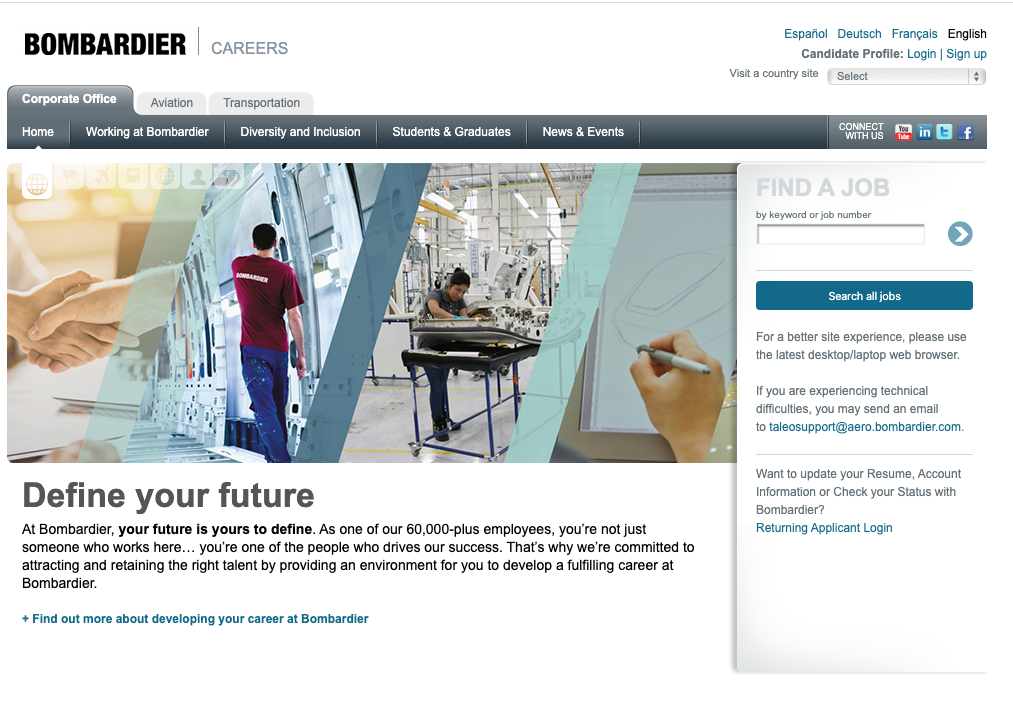 BOMBARDIER CAREERS
Español Deutsch Français English
Candidate Profile: Login | Sign up
Visit a country site Select
Corporate Office Aviation Transportation
Home Working at Bombardier Diversity and Inclusion Students & Graduates News & Events
CONNECT
WITH US
You
Tube
in
t
f
BOMBARDIER
FIND A JOB
by keyword or job number
Search all jobs
For a better site experience, please use
the latest desktop/laptop web browser.
If you are experiencing technical
difficulties, you may send an email
to taleosupport@aero.bombardier.com.
Want to update your Resume, Account
Information or Check your Status with
Bombardier?
Returning Applicant Login
Define your future
At Bombardier, your future is yours to define. As one of our 60,000-plus employees, you’re not just
someone who works here… you’re one of the people who drives our success. That’s why we’re committed to
attracting and retaining the right talent by providing an environment for you to develop a fulfilling career at
Bombardier.
+ Find out more about developing your career at Bombardier